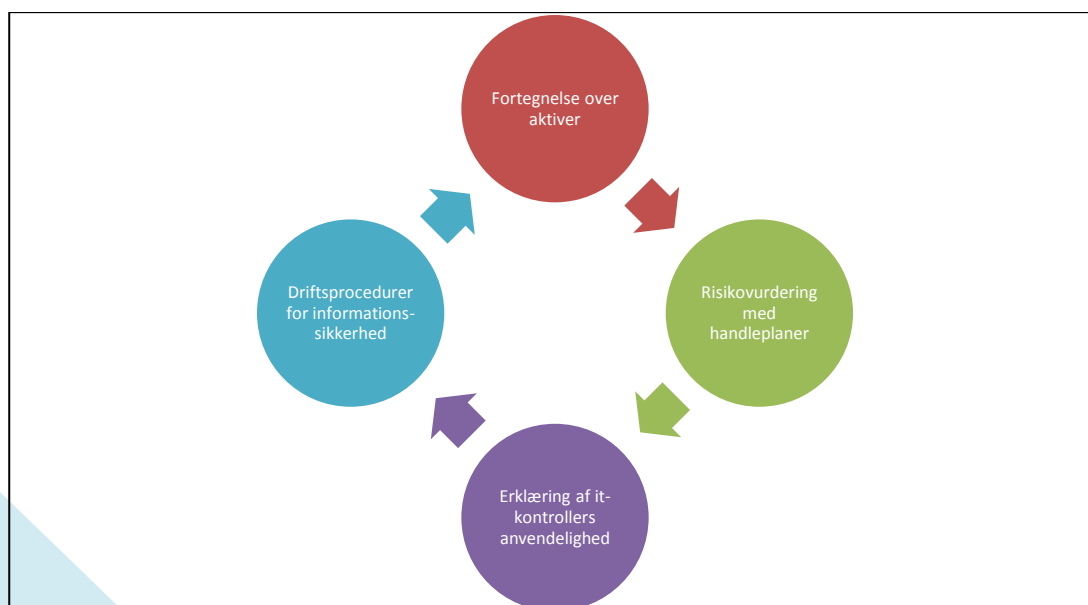 Fortegnelse over
aktiver
Risikovurdering
med
handleplaner
Erklæring af it-
kontrollers
anvendelighed
Driftsprocedurer
for informations-
sikkerhed